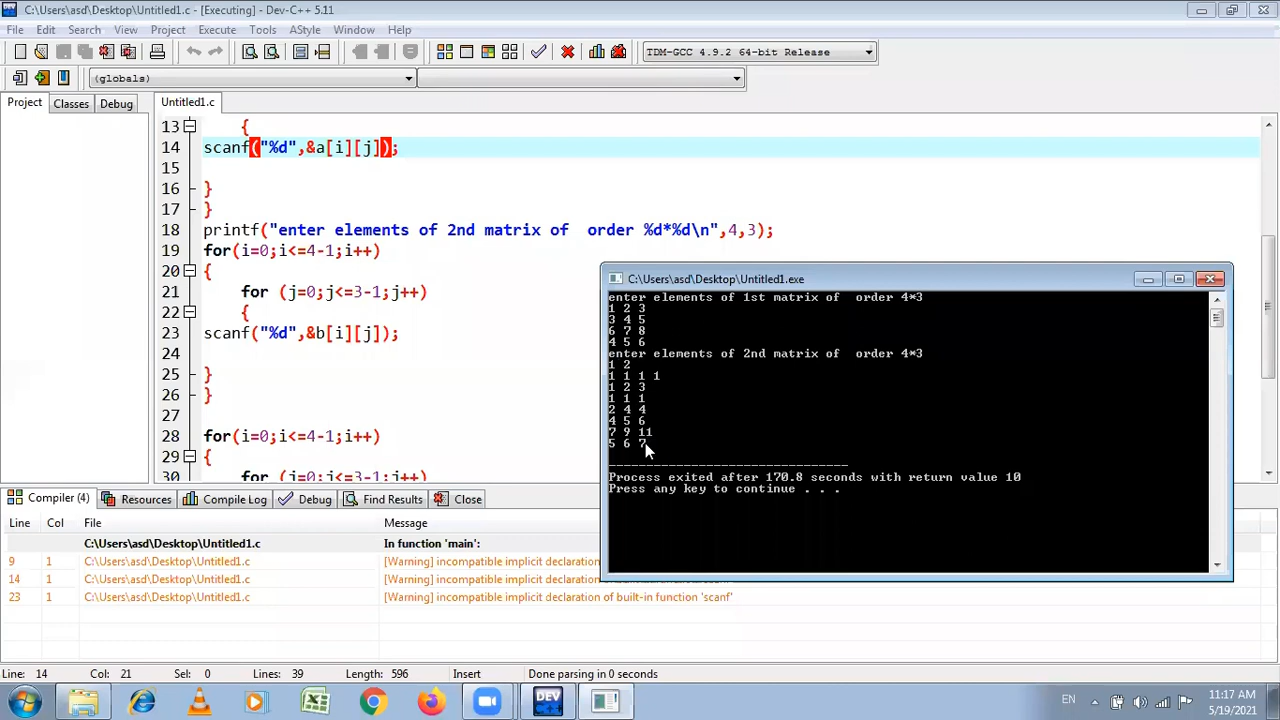 C:\Users\asd\Desktop\Untitled1.c - [Executing] - Dev-C++ 5.11
File Edit Search View Project Execute Tools AStyle Window Help
TDM-GCC 4.9.2 64-bit Release
(globals)
Project Classes Debug
Untitled1.c
13 {
14 scanf("%d",&a[i][j]);
15
16 }
17 }
18 printf("enter elements of 2nd matrix of  order %d*%d\n",4,3);
19 for(i=0;i<=4-1;i++)
20 {
21 for (j=0;j<=3-1;j++)
22 {
23 scanf("%d",&b[i][j]);
24
25 }
26 }
27
28 for(i=0;i<=4-1;i++)
29 {
30 for (j=0;j<=3-1;j++)
C:\Users\asd\Desktop\Untitled1.exe
enter elements of 1st matrix of  order 4*3
1 2 3
3 4 5
6 7 8
4 5 6
enter elements of 2nd matrix of  order 4*3
1 2
1 1 1 1
1 2 3
1 1 1
2 4 4
4 5 6
7 9 11
5 6 7
--------------------------------
Process exited after 170.8 seconds with return value 10
Press any key to continue . . .
Compiler (4) Resources Compile Log Debug Find Results Close
Line Col File Message
C:\Users\asd\Desktop\Untitled1.c In function 'main':
9 1 C:\Users\asd\Desktop\Untitled1.c [Warning] incompatible implicit declaration
14 1 C:\Users\asd\Desktop\Untitled1.c [Warning] incompatible implicit declaration
23 1 C:\Users\asd\Desktop\Untitled1.c [Warning] incompatible implicit declaration of built-in function 'scanf'
Line: 14 Col: 21 Sel: 0 Lines: 39 Length: 596 Insert Done parsing in 0 seconds
DEV
EN
11:17 AM
5/19/2021